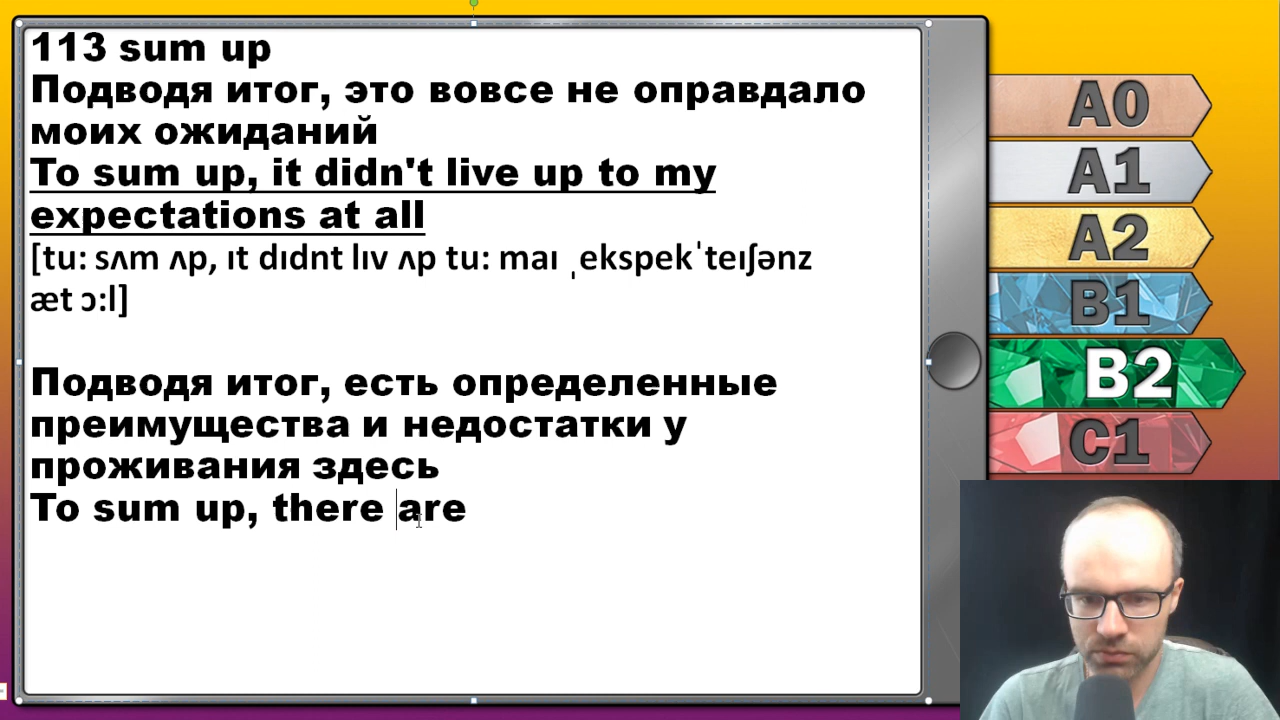 113 sum up
Подводя итог, это вовсе не оправдало
моих ожиданий
To sum up, it didn't live up to my
expectations at all
[tu: sʌm ʌp, ɪt dɪdnt lɪv ʌp tu: maɪ ˌekspekˈteɪʃənz
æt ɔ:l]
Подводя итог, есть определенные
преимущества и недостатки у
проживания здесь
To sum up, there are
A0
A1
A2
B1
B2
C1